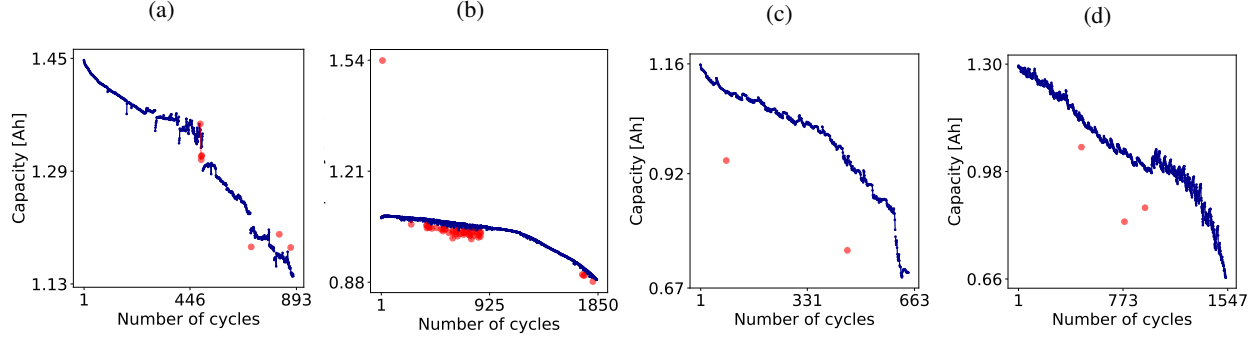 (a)
(b)
(c)
(d)
Capacity [Ah]
1.45
1.29
1.13
1
446
893
Number of cycles
1.54
1.21
0.88
1
925
1850
Number of cycles
Capacity [Ah]
1.16
0.92
0.67
1
331
663
Number of cycles
Capacity [Ah]
1.30
0.98
0.66
1
773
1547
Number of cycles